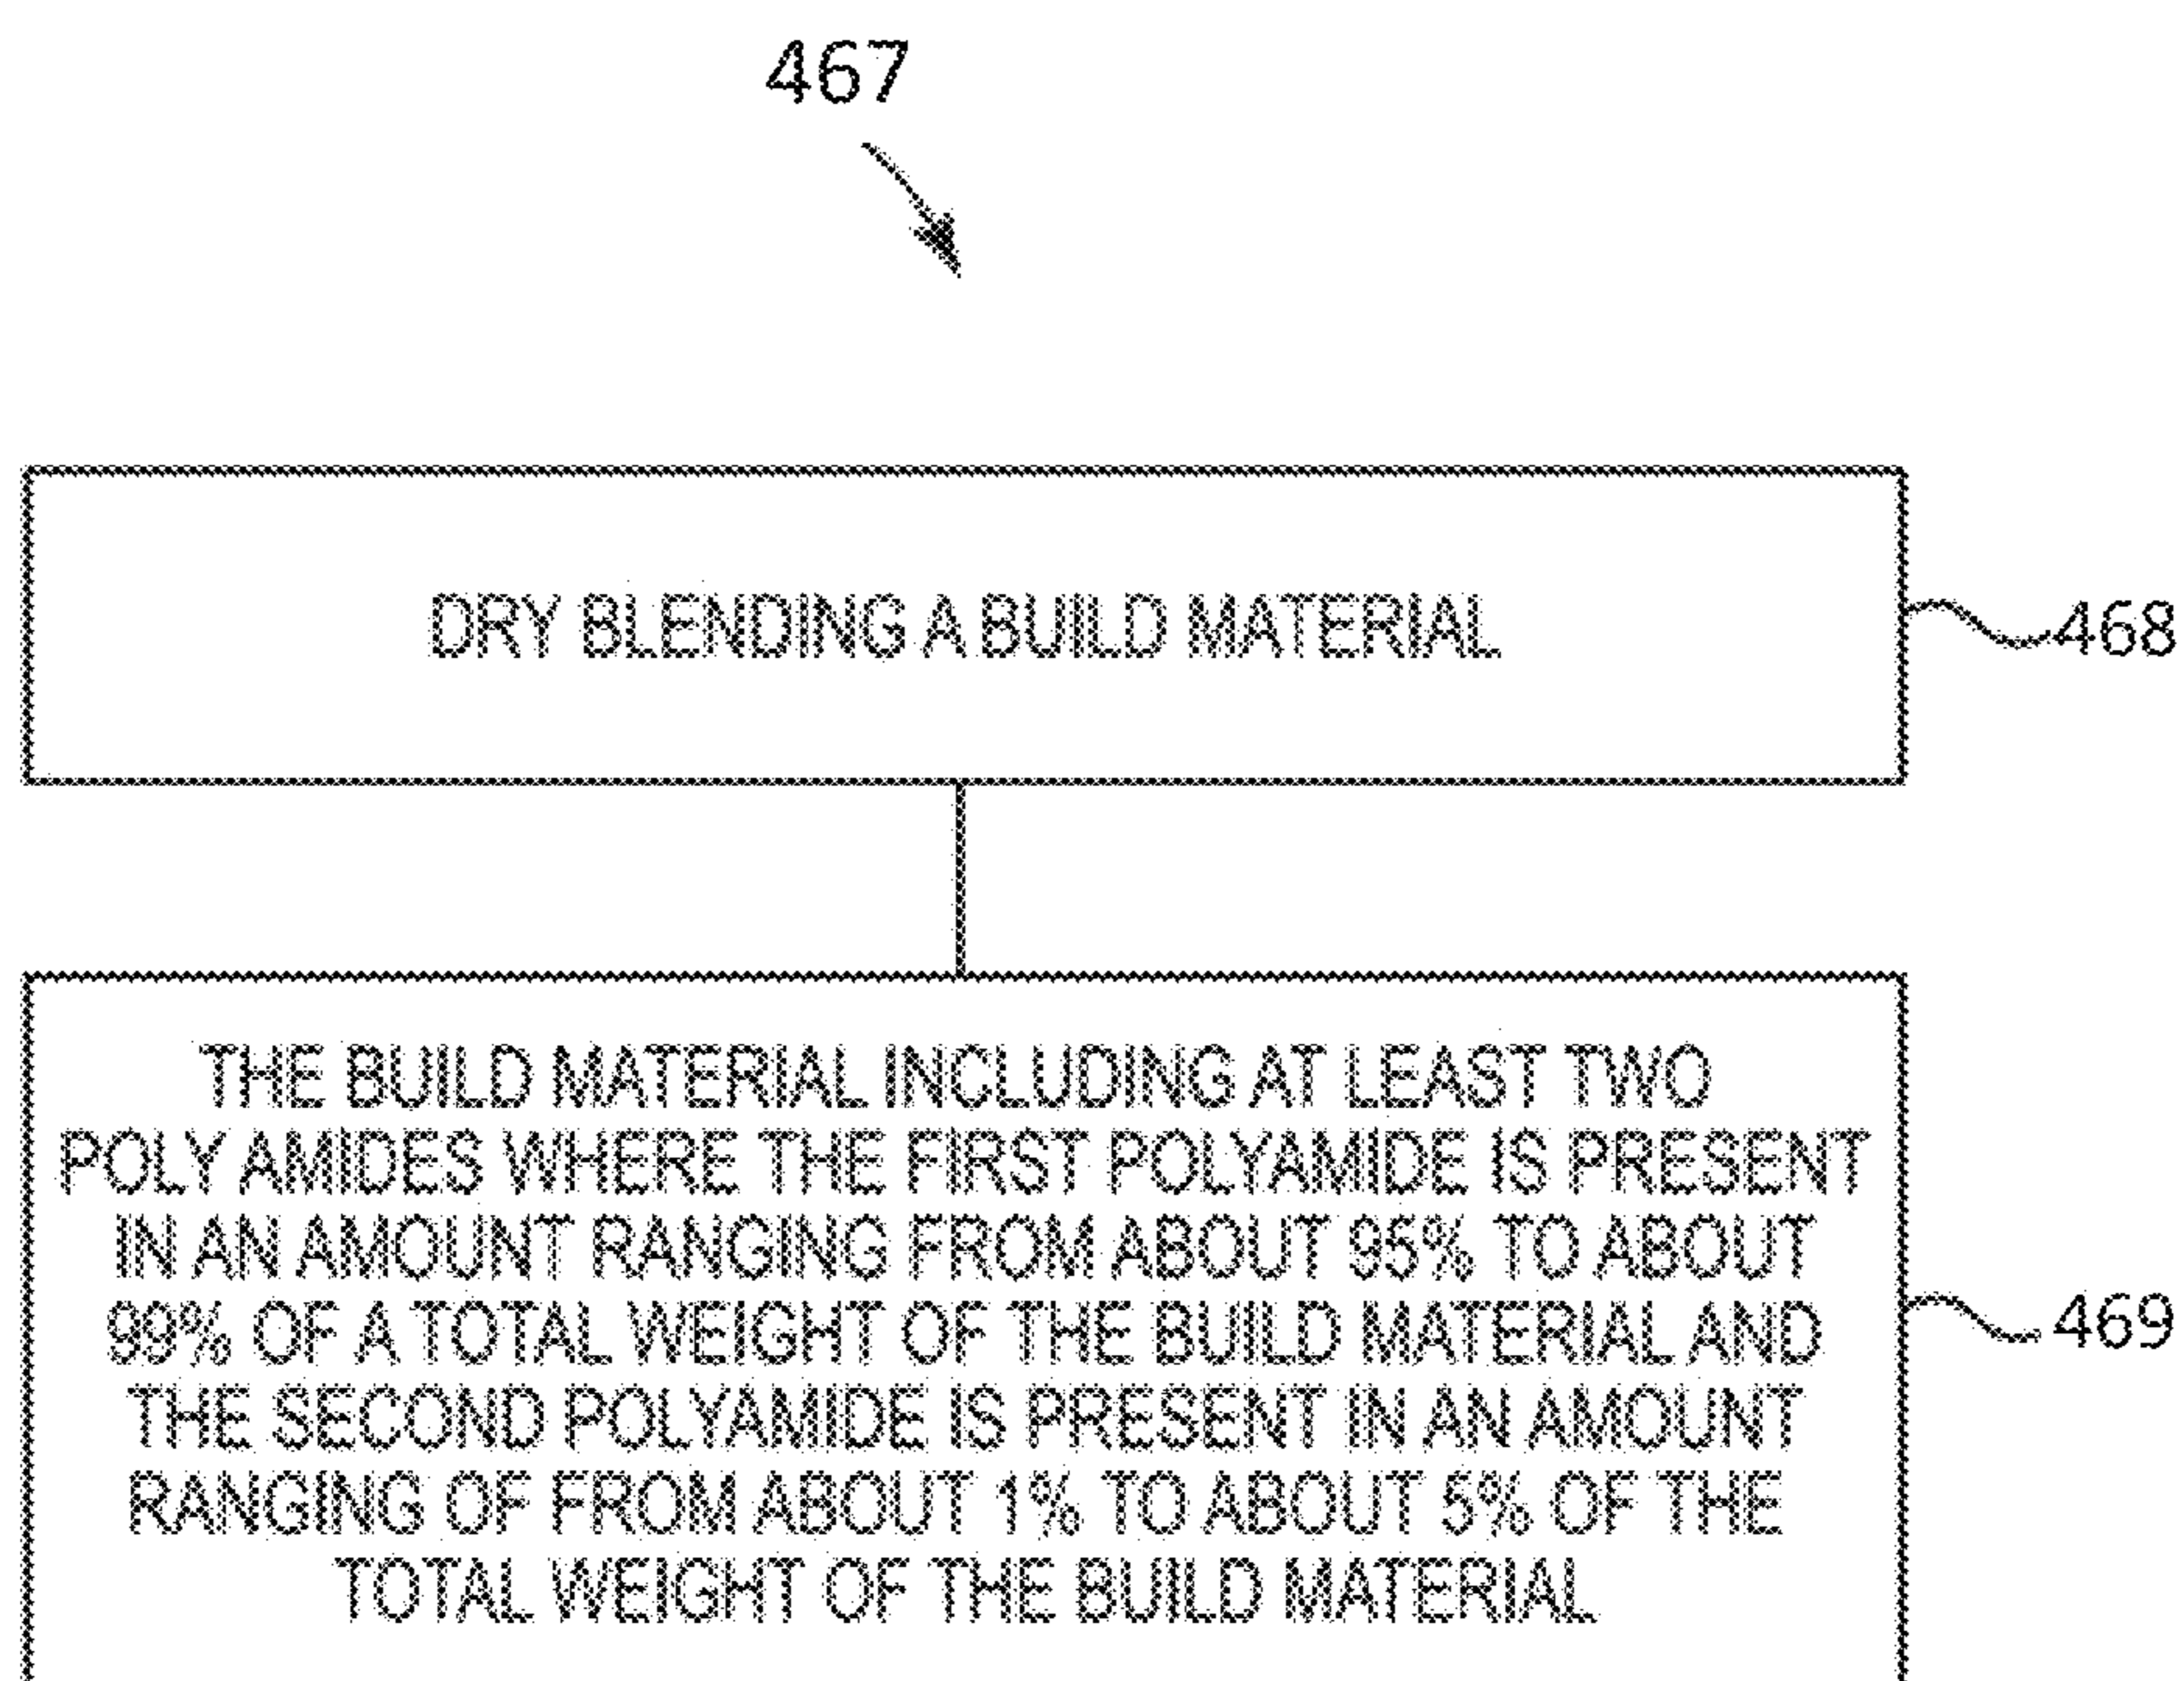 467
DRY BLENDING A BUILD MATERIAL
468
THE BUILD MATERIAL INCLUDING AT LEAST TWO
POLY AMIDES WHERE THE FIRST POLYAMIDE IS PRESENT
IN AN AMOUNT RANGING FROM ABOUT 95% TO ABOUT
99% OF A TOTAL WEIGHT OF THE BUILD MATERIAL AND
THE SECOND POLYAMIDE IS PRESENT IN AN AMOUNT
RANGING OF FROM ABOUT 1% TO ABOUT 5% OF THE
TOTAL WEIGHT OF THE BUILD MATERIAL
469